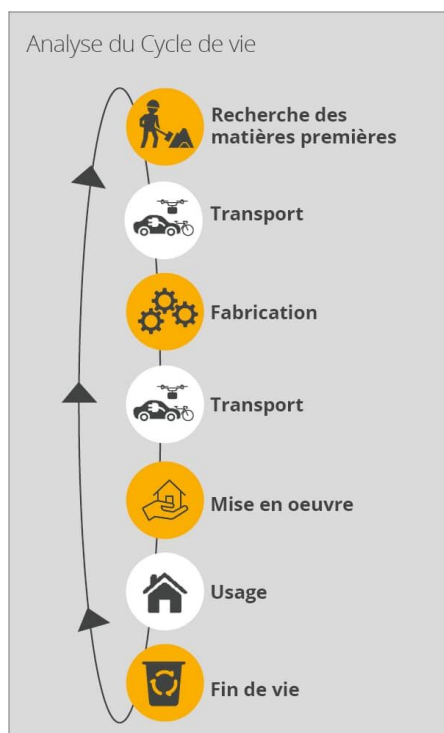 Analyse du Cycle de vie
Recherche des
matières premières
Transport
Fabrication
Transport
Mise en oeuvre
Usage
Fin de vie